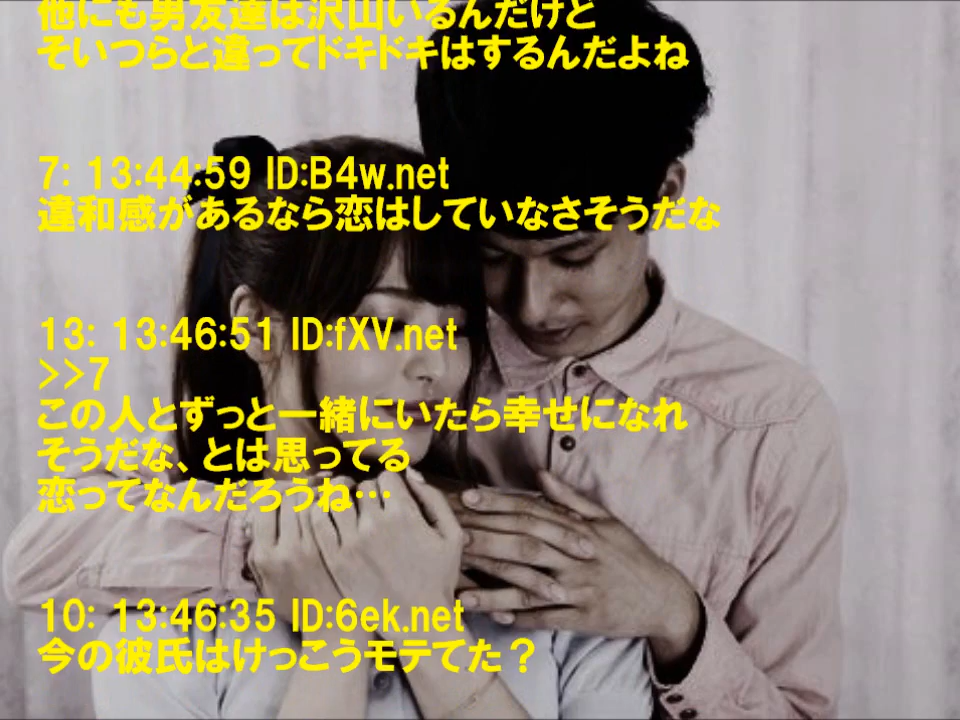 他にも男友達は沢山いるんだけど
そいつらと違ってドキドキはするんだよね
7: 13:44:59 ID:B4w.net
違和感があるなら恋はしていなさそうだな
13: 13:46:51 ID:fXV.net
>>7
この人とずっと一緒にいたら幸せになれ
そうだな、とは思ってる
恋ってなんだろうね…
10: 13:46:35 ID:6ek.net
今の彼氏はけっこうモテてた？